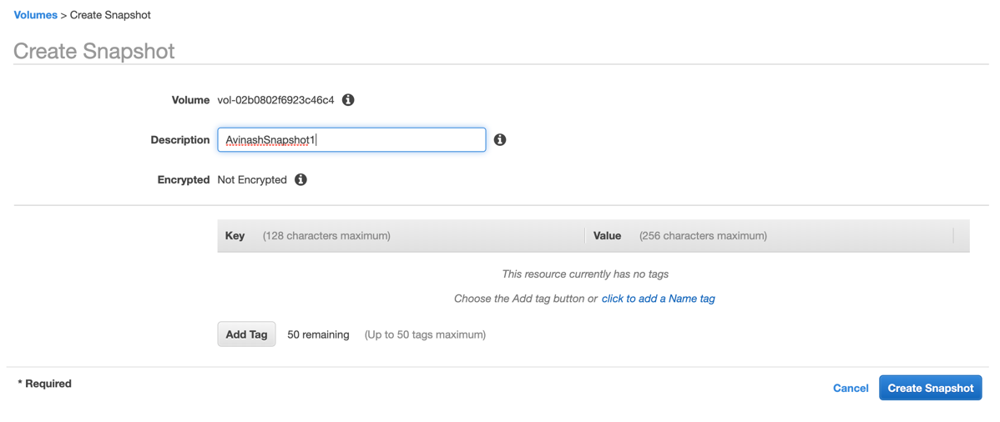 Volumes > Create Snapshot
Create Snapshot
Volume vol-02b0802f6923c46c4
Description AvinashSnapshot1
Encrypted Not Encrypted
Key (128 characters maximum) Value (256 characters maximum)
This resource currently has no tags
Choose the Add tag button or click to add a Name tag
Add Tag 50 remaining (Up to 50 tags maximum)
* Required
Cancel Create Snapshot